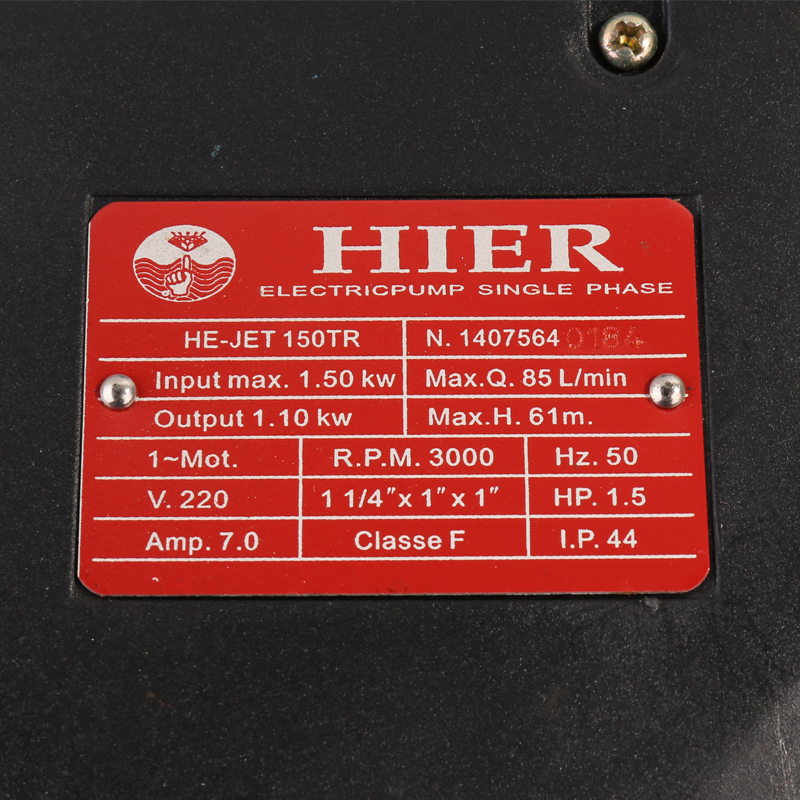 HIER
ELECTRICPUMP SINGLE PHASE
HE-JET 150TR N. 1407564 0184
Input max. 1.50 kw Max.Q. 85 L/min
Output 1.10 kw Max.H. 61m.
1~Mot. R.P.M. 3000 Hz. 50
V. 220 1 1/4″x 1″x 1″ HP. 1.5
Amp. 7.0 Classe F I.P. 44